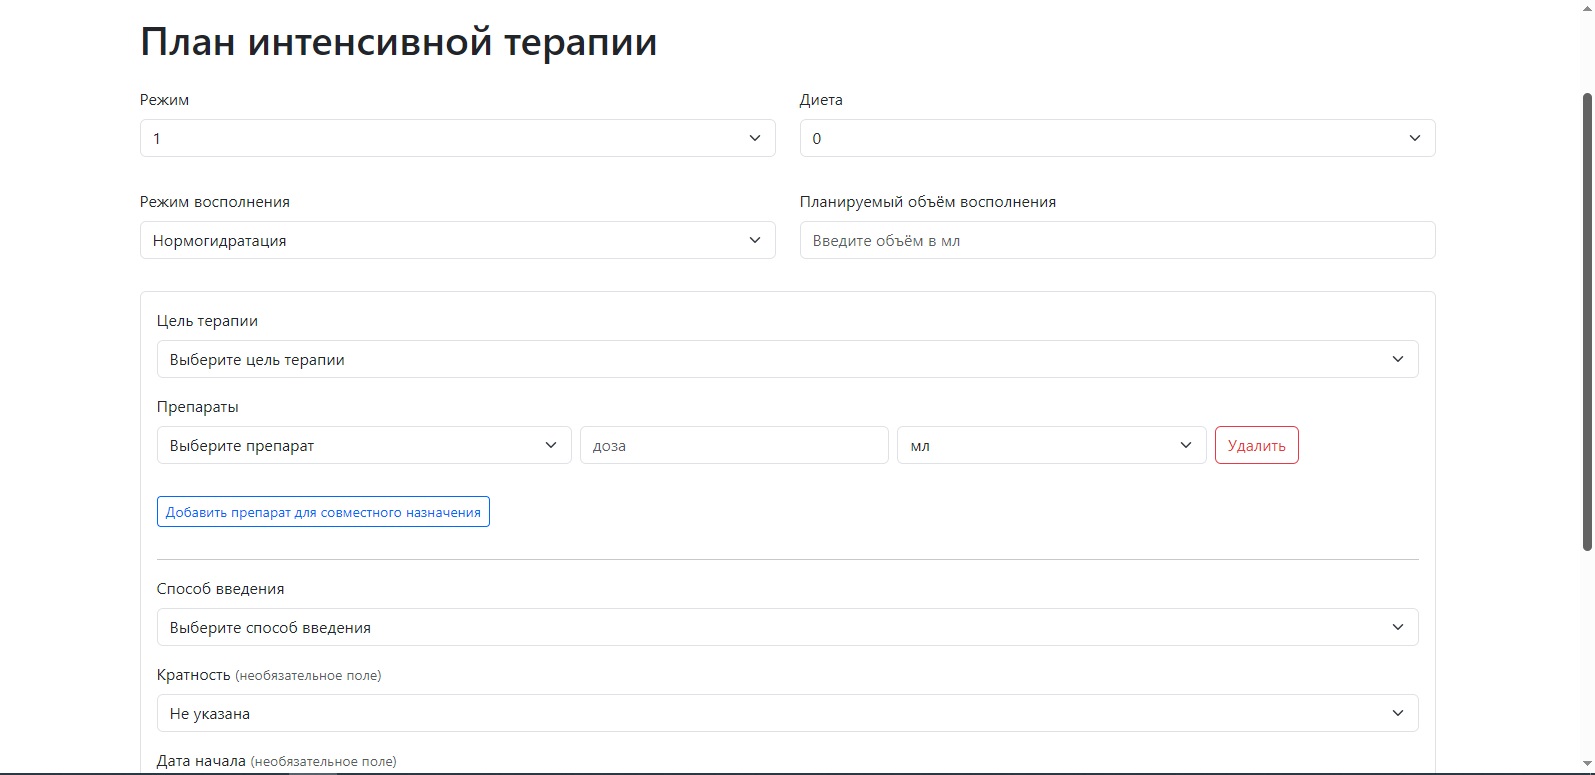 План интенсивной терапии
Режим
Диета
1
0
Режим восполнения
Планируемый объём восполнения
Нормогидратация
Введите объём в мл
Цель терапии
Выберите цель терапии
Препараты
Выберите препарат
доза
мл
Удалить
Добавить препарат для совместного назначения
Способ введения
Выберите способ введения
Кратность (необязательное поле)
Не указана
Дата начала (необязательное поле)